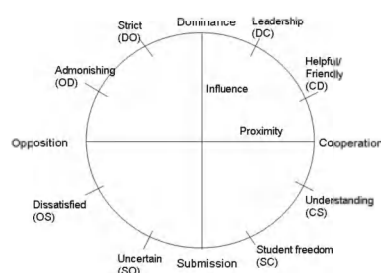 Dominance
Strict
(DO)
Leadership
(DC)
Admonishing
(OD)
Helpful/
Friendly
(CD)
Influence
Proximity
Opposition
Cooperation
Dissatisfied
(OS)
Understanding
(CS)
Uncertain
(SO)
Submission
Student freedom
(SC)